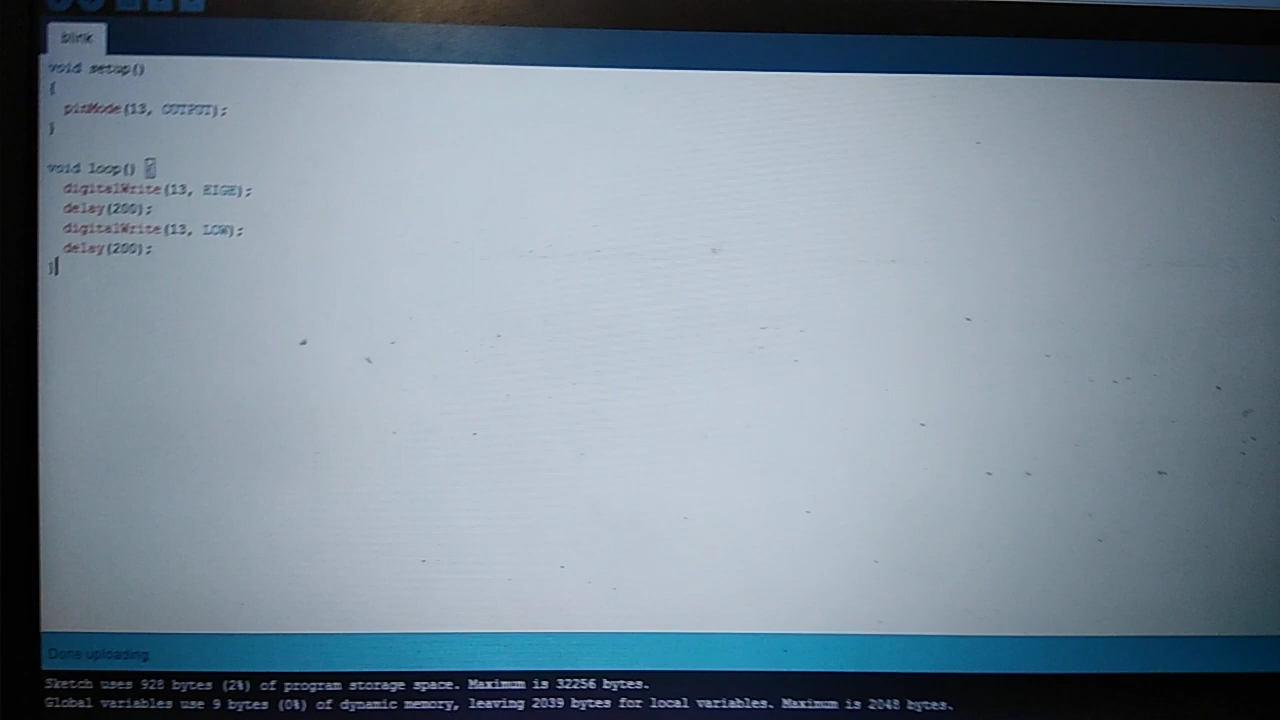 blink
void setup()
{
pinMode(13, OUTPUT);
}
void loop() {
digitalWrite(13, HIGH);
delay(200);
digitalWrite(13, LOW);
delay(200);
}
Done uploading.
Sketch uses 928 bytes (2%) of program storage space. Maximum is 32256 bytes.
Global variables use 9 bytes (0%) of dynamic memory, leaving 2039 bytes for local variables. Maximum is 2048 bytes.